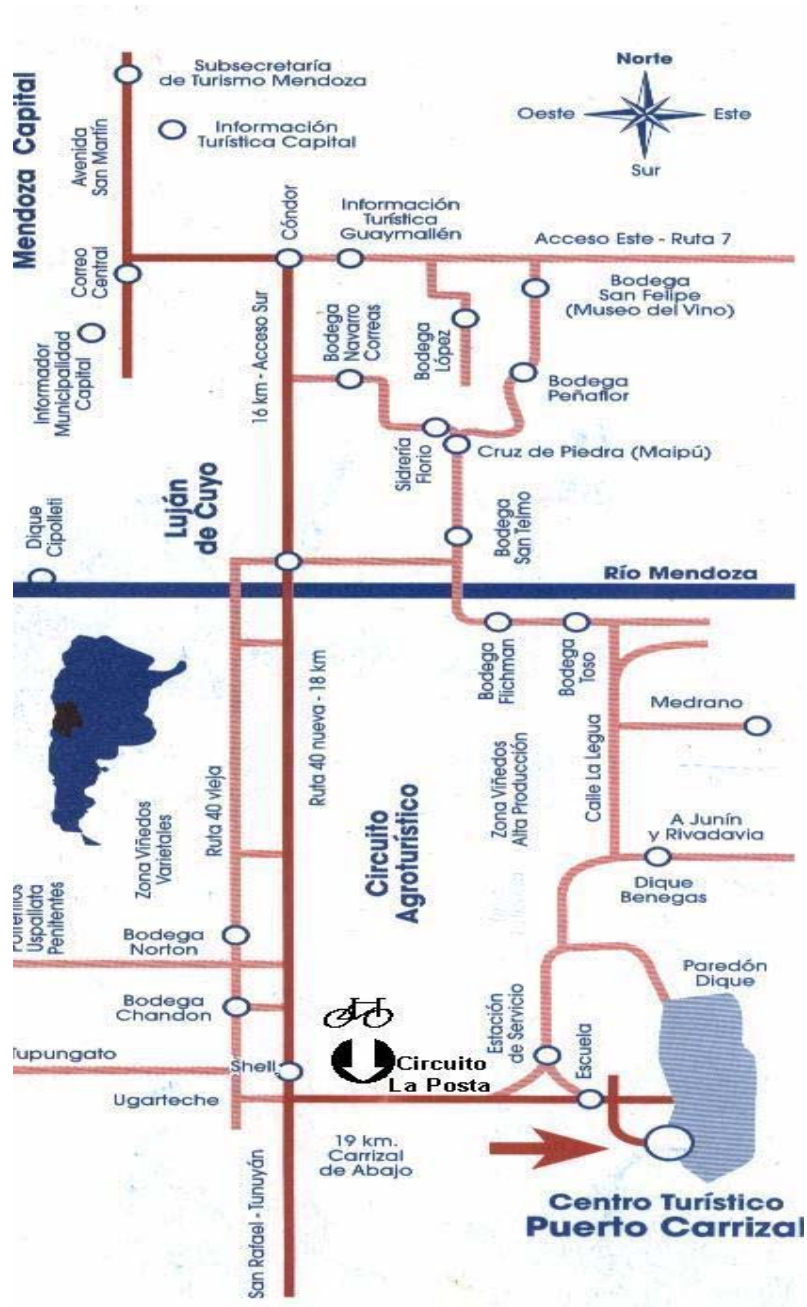 Subsecretaría
de Turismo Mendoza
Información
Turística Capital
Mendoza Capital
Avenida
San Martín
Correo
Central
Informador
Municipalidad
Capital
Norte
Oeste
Este
Sur
Cóndor
Información
Turística
Guaymallén
Acceso Este - Ruta 7
Bodega
San Felipe
(Museo del Vino)
16 km - Acceso Sur
Bodega
Navarro
Correas
Bodega
López
Bodega
Peñaflor
Sidrería
Florio
Cruz de Piedra (Maipú)
Luján
de Cuyo
Dique
Cipolleti
Bodega
San Telmo
Río Mendoza
Bodega
Flichman
Bodega
Toso
Medrano
Ruta 40 vieja
Ruta 40 nueva - 18 km
Zona Viñedos
Varietales
Circuito
Agroturístico
Zona Viñedos
Alta Producción
Calle La Legua
A Junín
y Rivadavia
Dique
Benegas
Uspallata
Penitentes
Bodega
Norton
Bodega
Chandon
Paredón
Dique
Estación
de Servicio
Escuela
Tupungato
Shell
Circuito
La Posta
Ugarteche
19 km.
Carrizal
de Abajo
San Rafael - Tunuyán
Centro Turístico
Puerto Carrizal